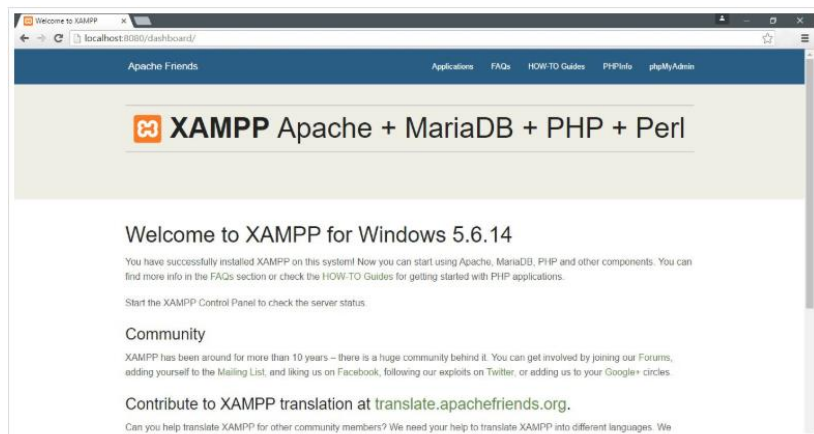 Welcome to XAMPP
localhost:8080/dashboard/
Apache Friends Applications FAQs HOW-TO Guides PHPInfo phpMyAdmin
XAMPP Apache + MariaDB + PHP + Perl
Welcome to XAMPP for Windows 5.6.14
You have successfully installed XAMPP on this system! Now you can start using Apache, MariaDB, PHP and other components. You can
find more info in the FAQs section or check the HOW-TO Guides for getting started with PHP applications.
Start the XAMPP Control Panel to check the server status.
Community
XAMPP has been around for more than 10 years – there is a huge community behind it. You can get involved by joining our Forums,
adding yourself to the Mailing List, and liking us on Facebook, following our exploits on Twitter, or adding us to your Google+ circles.
Contribute to XAMPP translation at translate.apachefriends.org.
Can you help translate XAMPP for other community members? We need your help to translate XAMPP into different languages. We